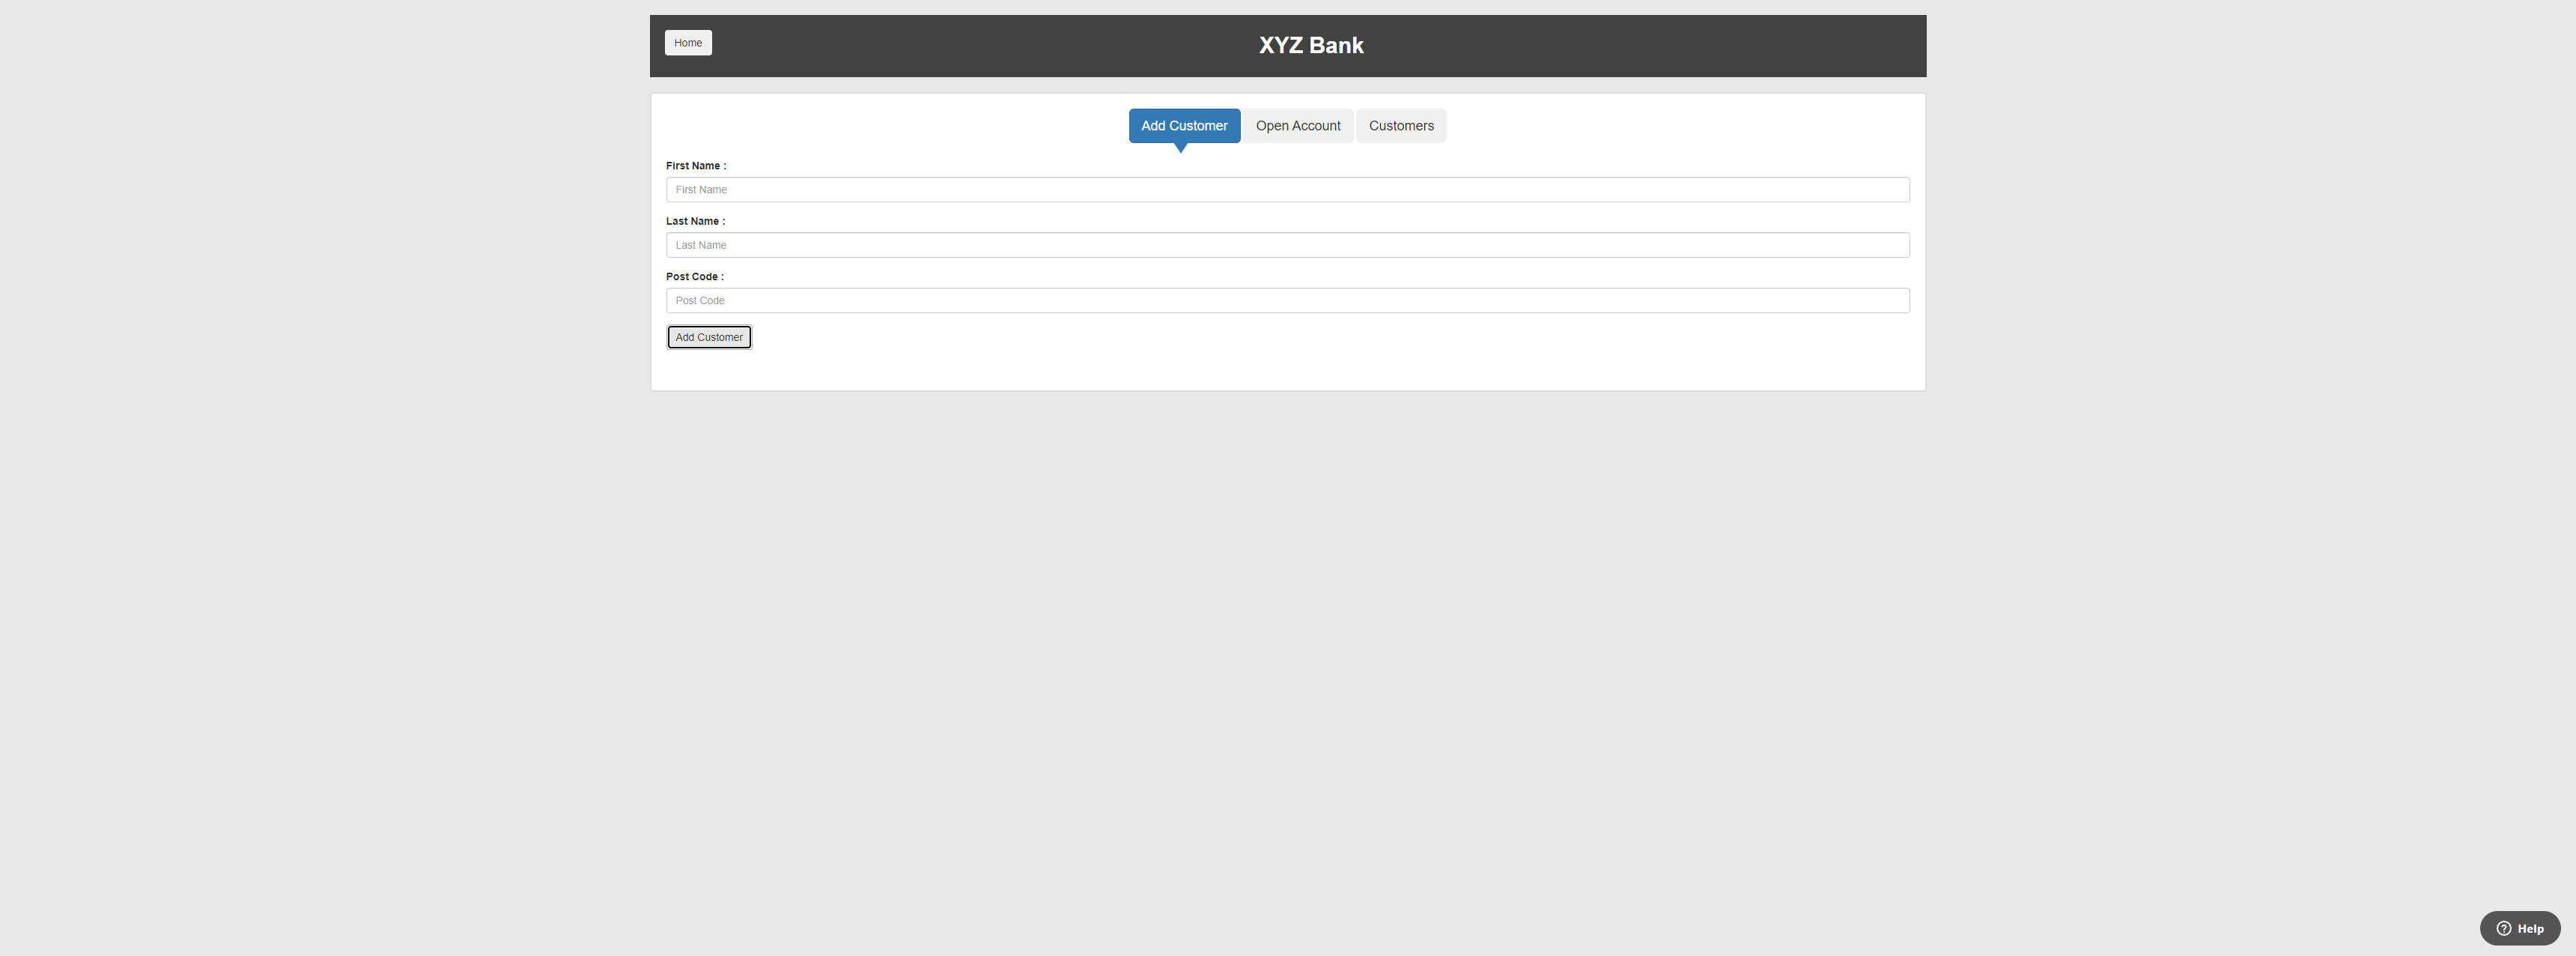 Home
XYZ Bank
Add Customer
Open Account
Customers
First Name :
First Name
Last Name :
Last Name
Post Code :
Post Code
Add Customer
Help